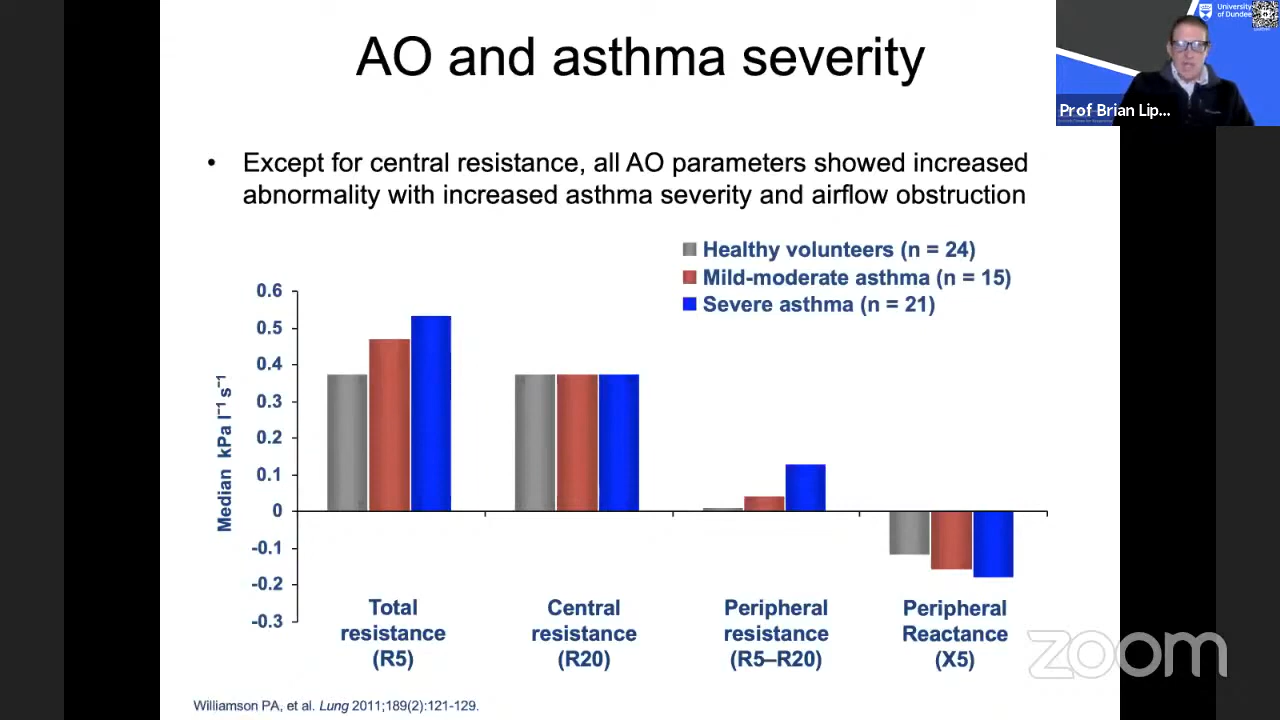 AO and asthma severity
University
of Dundee
Prof Brian Lip...
• Except for central resistance, all AO parameters showed increased
abnormality with increased asthma severity and airflow obstruction
Healthy volunteers (n = 24)
Mild-moderate asthma (n = 15)
Severe asthma (n = 21)
Median kPa l⁻¹ s⁻¹
0.6
0.5
0.4
0.3
0.2
0.1
0
-0.1
-0.2
-0.3
Total
resistance
(R5)
Central
resistance
(R20)
Peripheral
resistance
(R5–R20)
Peripheral
Reactance
(X5)
zoom
Williamson PA, et al. Lung 2011;189(2):121-129.